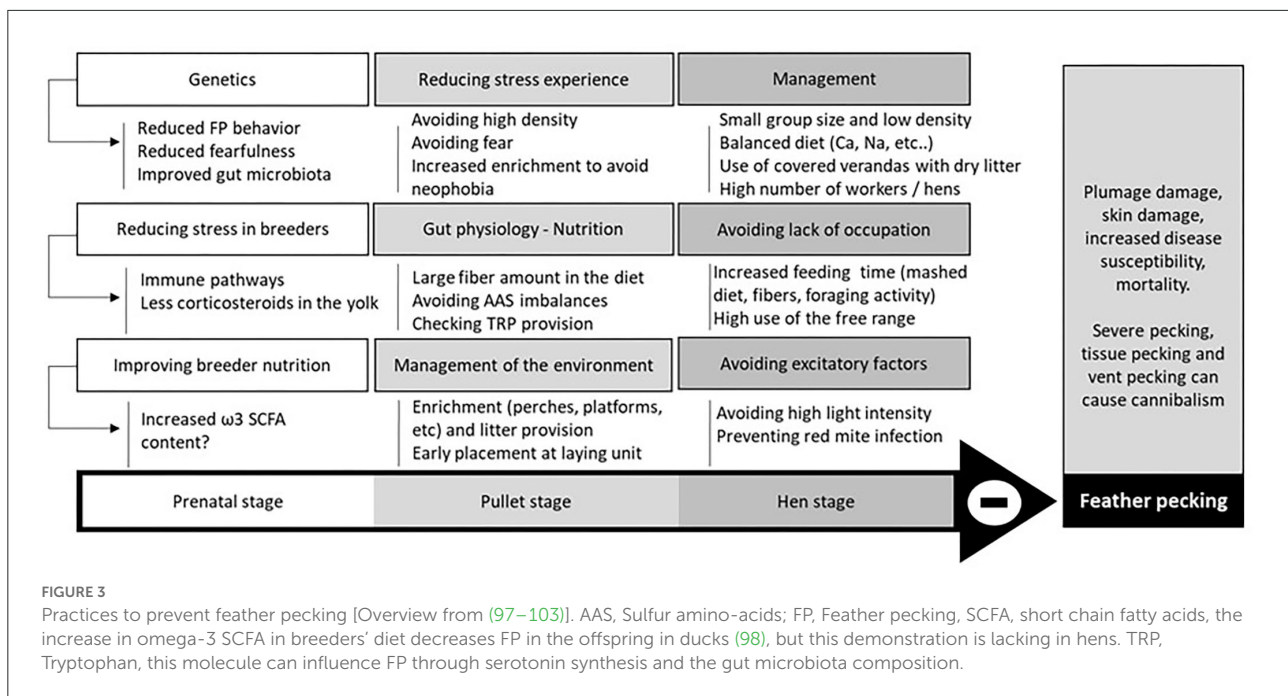 Genetics
Reducing stress experience
Management
Reduced FP behavior
Reduced fearfulness
Improved gut microbiota
Avoiding high density
Avoiding fear
Increased enrichment to avoid
neophobia
Small group size and low density
Balanced diet (Ca, Na, etc..)
Use of covered verandas with dry litter
High number of workers / hens
Reducing stress in breeders
Gut physiology - Nutrition
Avoiding lack of occupation
Immune pathways
Less corticosteroids in the yolk
Large fiber amount in the diet
Avoiding AAS imbalances
Checking TRP provision
Increased feeding time (mashed
diet, fibers, foraging activity)
High use of the free range
Improving breeder nutrition
Management of the environment
Avoiding excitatory factors
Increased ω3 SCFA
content?
Enrichment (perches, platforms,
etc) and litter provision
Early placement at laying unit
Avoiding high light intensity
Preventing red mite infection
Prenatal stage
Pullet stage
Hen stage
Plumage damage,
skin damage,
increased disease
susceptibility,
mortality.
Severe pecking,
tissue pecking and
vent pecking can
cause cannibalism
Feather pecking
FIGURE 3
Practices to prevent feather pecking [Overview from (97–103)]. AAS, Sulfur amino-acids; FP, Feather pecking, SCFA, short chain fatty acids, the
increase in omega-3 SCFA in breeders' diet decreases FP in the offspring in ducks (98), but this demonstration is lacking in hens. TRP,
Tryptophan, this molecule can influence FP through serotonin synthesis and the gut microbiota composition.